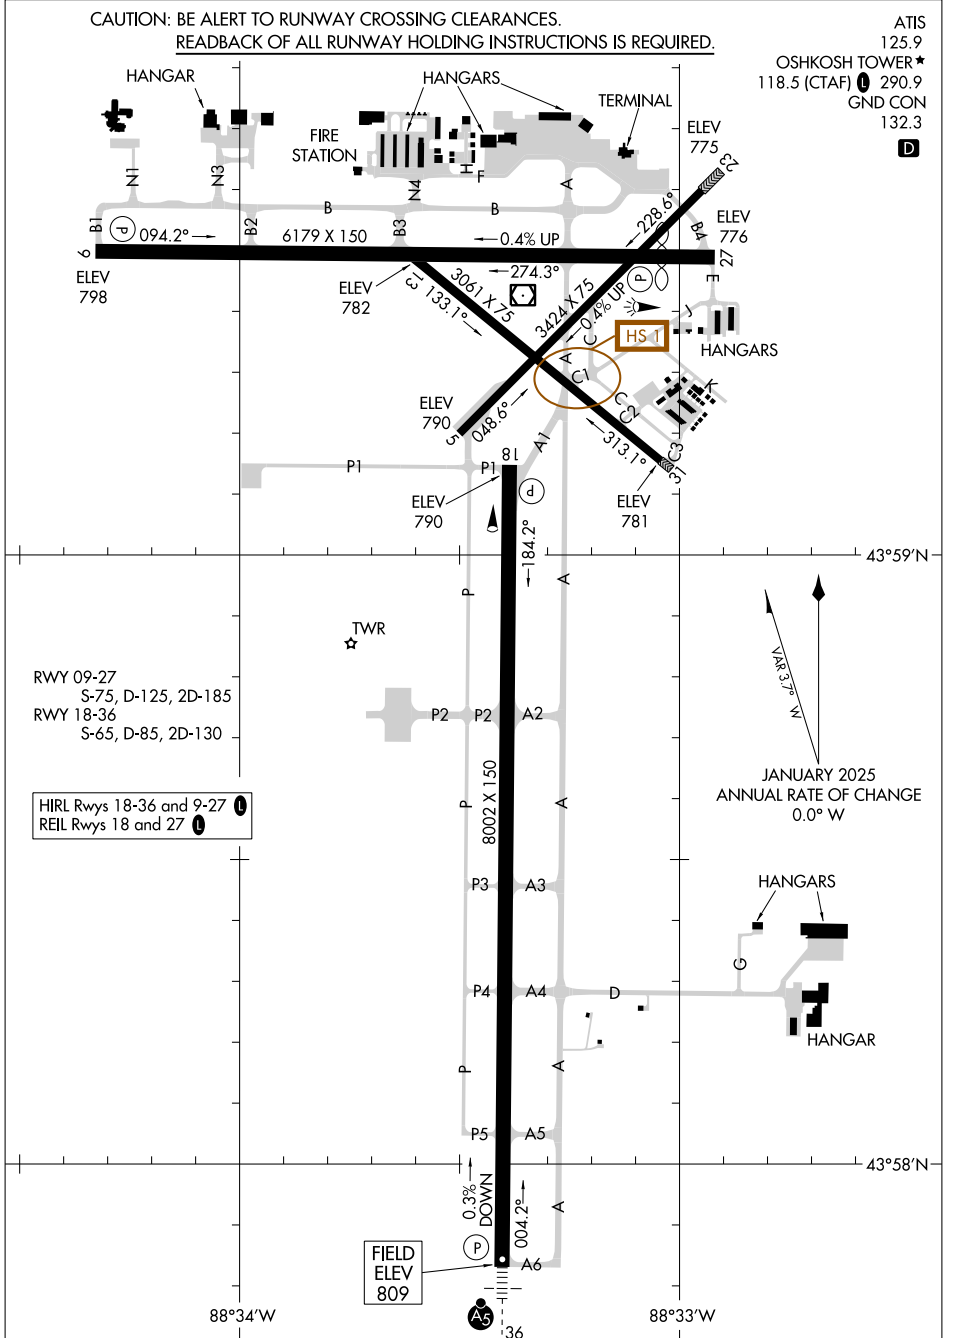 CAUTION: BE ALERT TO RUNWAY CROSSING CLEARANCES.
READBACK OF ALL RUNWAY HOLDING INSTRUCTIONS IS REQUIRED.
ATIS
125.9
OSHKOSH TOWER★
118.5 (CTAF) L 290.9
GND CON
132.3
D
HANGAR
HANGARS
TERMINAL
FIRE
STATION
ELEV
775
23
N1
N3
N4
H
F
A
B
B
B1
B2
B3
B4
P
094.2°
6179 X 150
0.4% UP
228.6°
ELEV
776
9
27
ELEV
798
274.3°
ELEV
782
13
133.1°
3061 X 75
3424 X 75
0.4% UP
P
E
J
C
A
HS 1
HANGARS
C1
K
C
C2
C3
ELEV
790
5
048.6°
313.1°
31
ELEV
781
A1
P1
P1
18
ELEV
790
P
184.2°
43°59'N
P
A
TWR
VAR 3.7° W
RWY 09-27
S-75, D-125, 2D-185
RWY 18-36
S-65, D-85, 2D-130
P2
P2
A2
JANUARY 2025
ANNUAL RATE OF CHANGE
0.0° W
HIRL Rwys 18-36 and 9-27 L
REIL Rwys 18 and 27 L
P
8002 X 150
A
P3
A3
HANGARS
G
P4
A4
D
HANGAR
P
A
P5
A5
43°58'N
0.3%
DOWN
004.2°
A
P
FIELD
ELEV
809
A6
A5
36
88°34'W
88°33'W